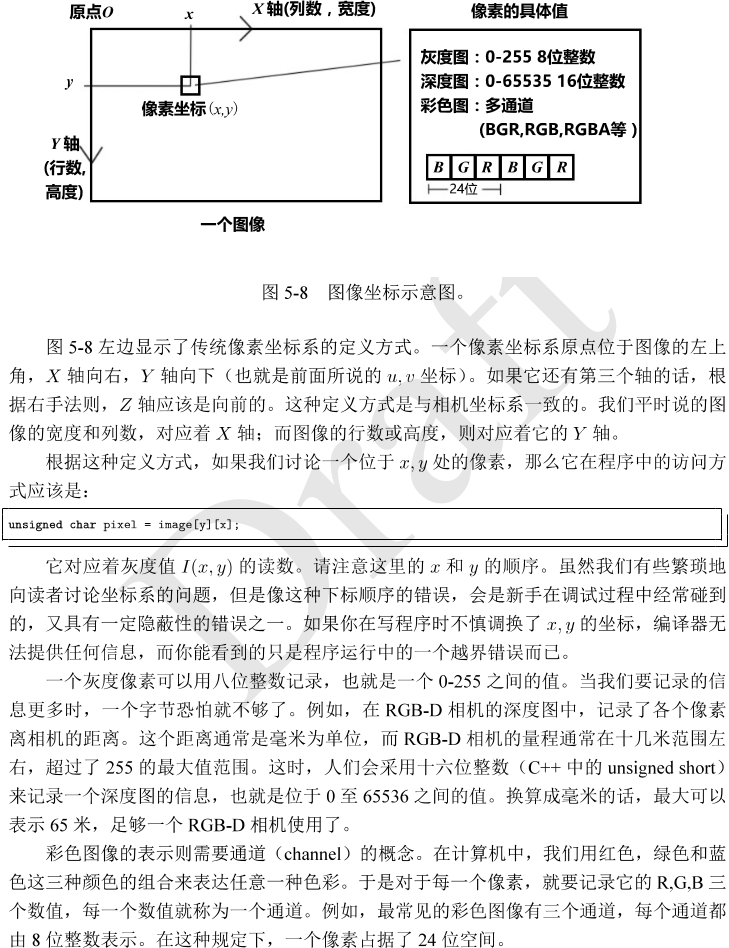 原点O
x
X 轴(列数，宽度)
像素的具体值
y
像素坐标(x,y)
Y 轴
(行数,
高度)
灰度图：0-255 8位整数
深度图：0-65535 16位整数
彩色图：多通道
(BGR,RGB,RGBA等 )
B G R B G R
24位
一个图像
图 5-8 图像坐标示意图。
图 5-8 左边显示了传统像素坐标系的定义方式。一个像素坐标系原点位于图像的左上
角，X 轴向右，Y 轴向下（也就是前面所说的 u, v 坐标）。如果它还有第三个轴的话，根
据右手法则，Z 轴应该是向前的。这种定义方式是与相机坐标系一致的。我们平时说的图
像的宽度和列数，对应着 X 轴；而图像的行数或高度，则对应着它的 Y 轴。
根据这种定义方式，如果我们讨论一个位于 x, y 处的像素，那么它在程序中的访问方
式应该是：
unsigned char pixel = image[y][x];
它对应着灰度值 I(x, y) 的读数。请注意这里的 x 和 y 的顺序。虽然我们有些繁琐地
向读者讨论坐标系的问题，但是像这种下标顺序的错误，会是新手在调试过程中经常碰到
的，又具有一定隐蔽性的错误之一。如果你在写程序时不慎调换了 x, y 的坐标，编译器无
法提供任何信息，而你能看到的只是程序运行中的一个越界错误而已。
一个灰度像素可以用八位整数记录，也就是一个 0-255 之间的值。当我们要记录的信
息更多时，一个字节恐怕就不够了。例如，在 RGB-D 相机的深度图中，记录了各个像素
离相机的距离。这个距离通常是毫米为单位，而 RGB-D 相机的量程通常在十几米范围左
右，超过了 255 的最大值范围。这时，人们会采用十六位整数（C++ 中的 unsigned short）
来记录一个深度图的信息，也就是位于 0 至 65536 之间的值。换算成毫米的话，最大可以
表示 65 米，足够一个 RGB-D 相机使用了。
彩色图像的表示则需要通道（channel）的概念。在计算机中，我们用红色，绿色和蓝
色这三种颜色的组合来表达任意一种色彩。于是对于每一个像素，就要记录它的 R,G,B 三
个数值，每一个数值就称为一个通道。例如，最常见的彩色图像有三个通道，每个通道都
由 8 位整数表示。在这种规定下，一个像素占据了 24 位空间。
Draft